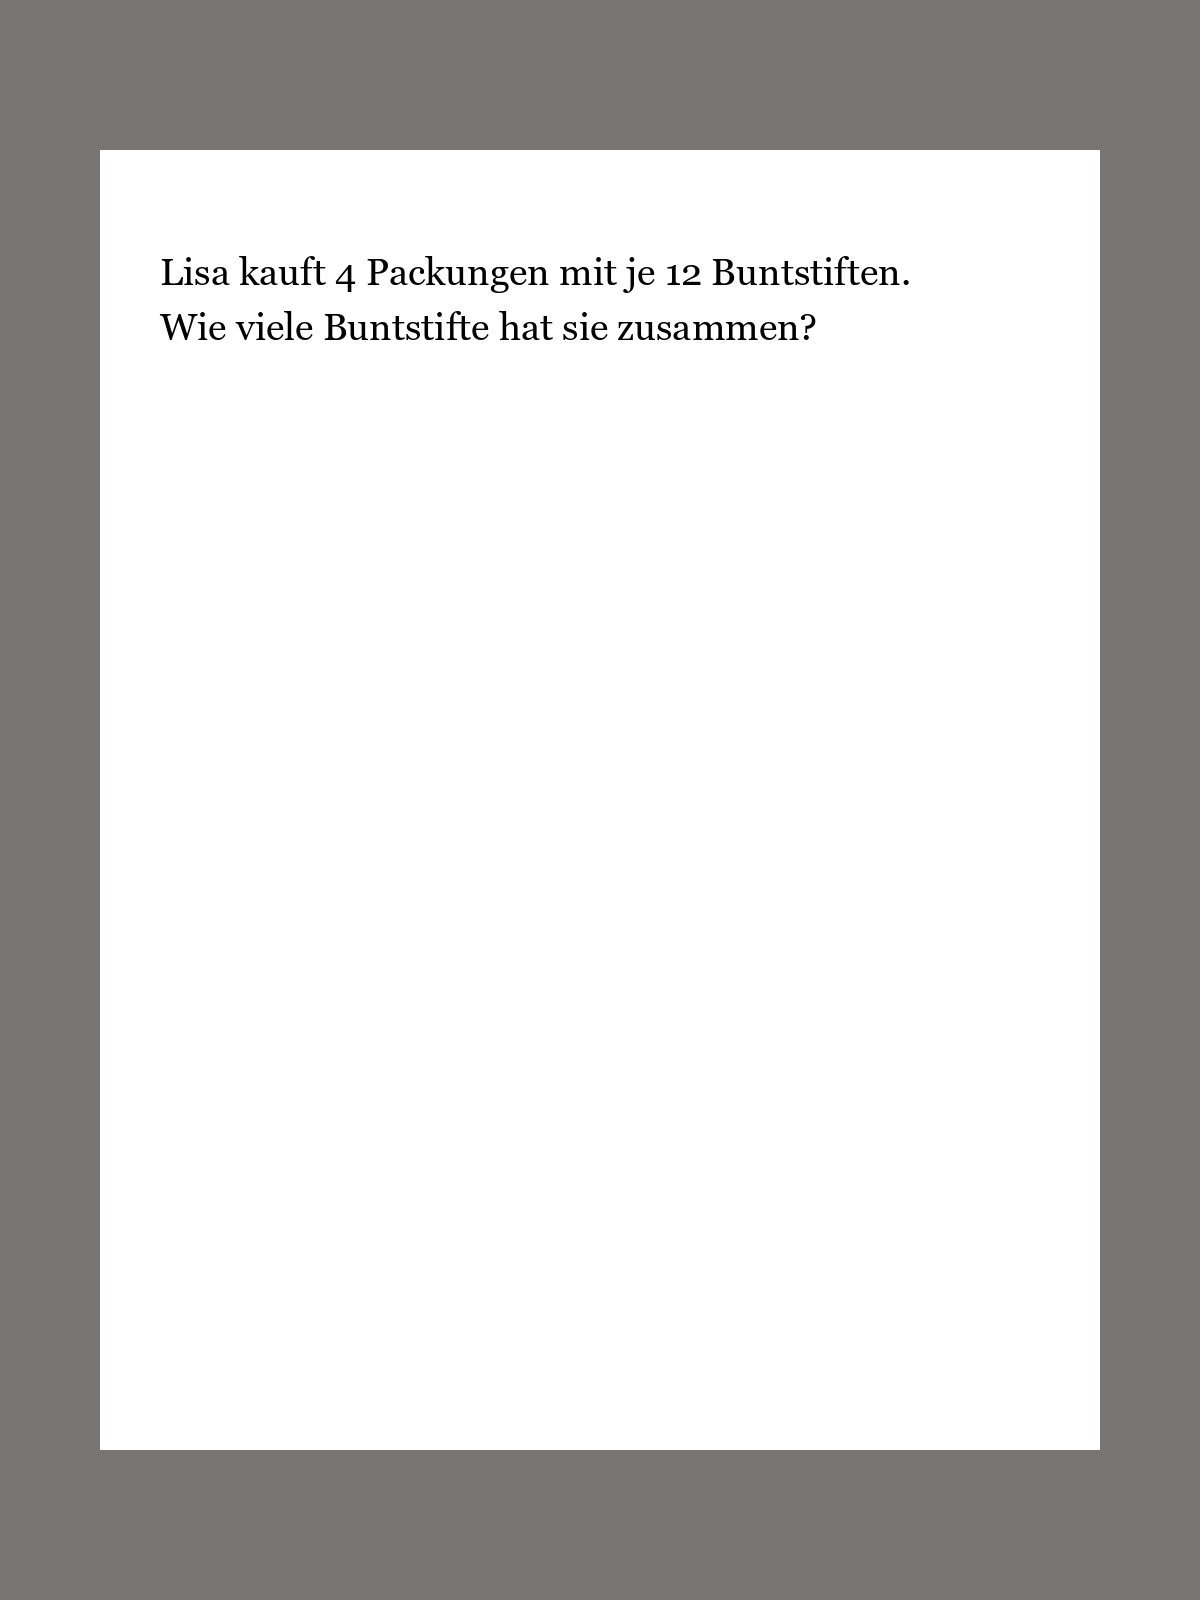 Lisa kauft 4 Packungen mit je 12 Buntstiften.
Wie viele Buntstifte hat sie zusammen?